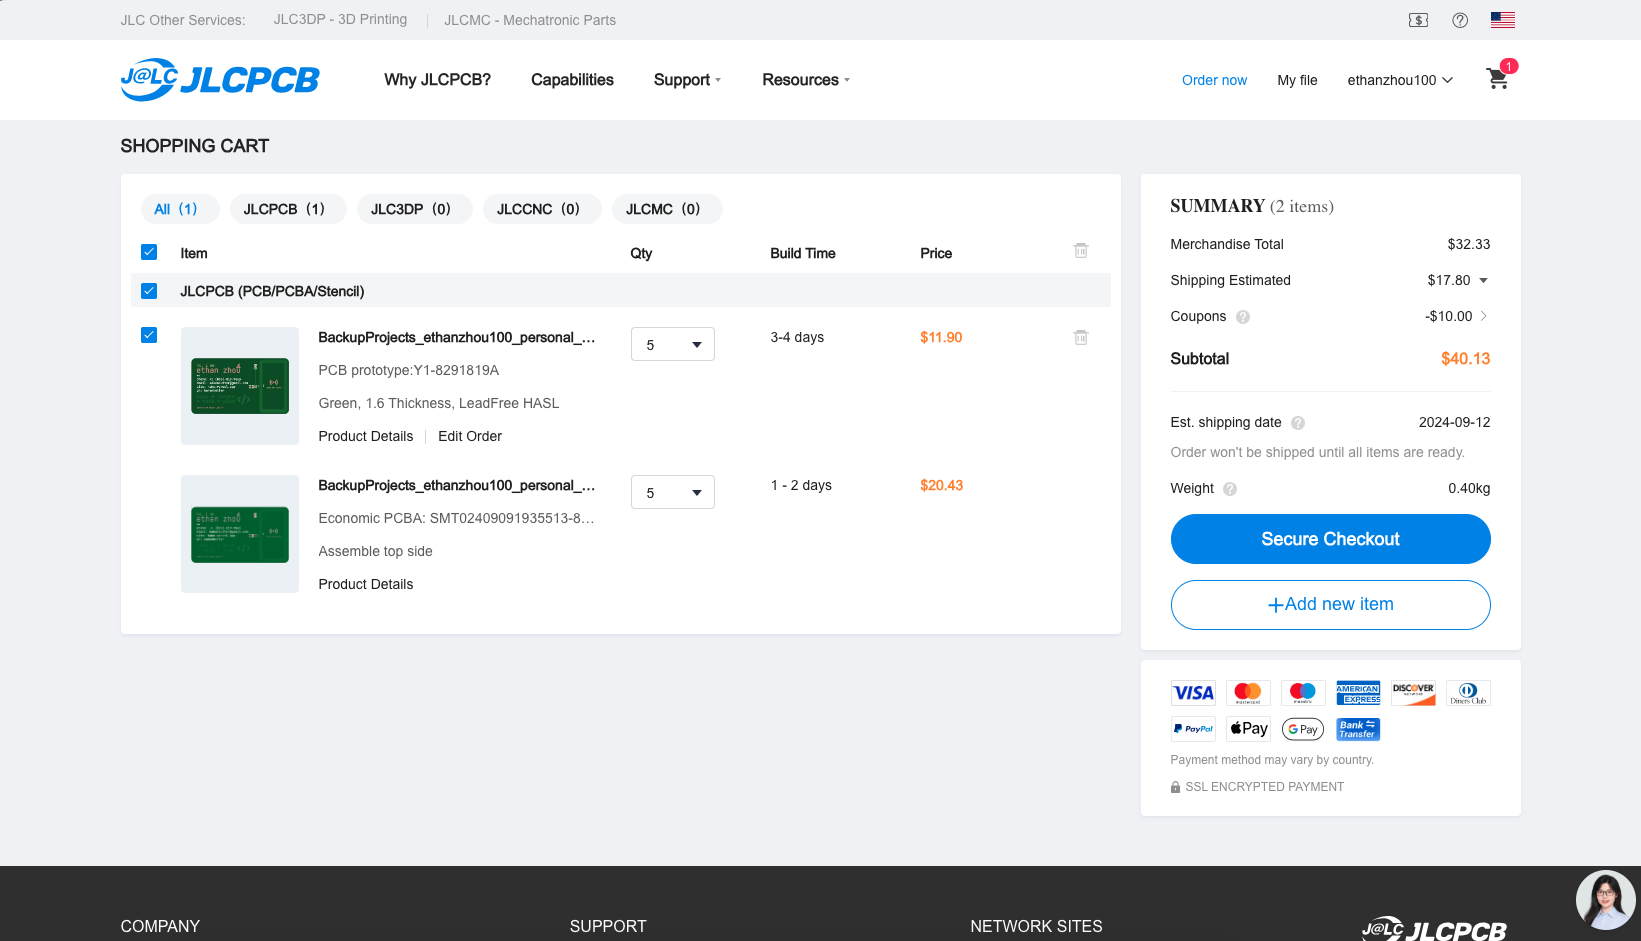 JLC Other Services: JLC3DP - 3D Printing JLCMC - Mechatronic Parts
J@LC JLCPCB Why JLCPCB? Capabilities Support Resources Order now My file ethanzhou100 1
SHOPPING CART
All (1) JLCPCB (1) JLC3DP (0) JLCCNC (0) JLCMC (0)
Item Qty Build Time Price
JLCPCB (PCB/PCBA/Stencil)
ethan zhou
BackupProjects_ethanzhou100_personal_... 5 3-4 days $11.90
PCB prototype:Y1-8291819A
Green, 1.6 Thickness, LeadFree HASL
Product Details Edit Order
ethan zhou
BackupProjects_ethanzhou100_personal_... 5 1 - 2 days $20.43
Economic PCBA: SMT02409091935513-8...
Assemble top side
Product Details
SUMMARY (2 items)
Merchandise Total $32.33
Shipping Estimated $17.80
Coupons ? -$10.00
Subtotal $40.13
Est. shipping date ? 2024-09-12
Order won't be shipped until all items are ready.
Weight ? 0.40kg
Secure Checkout
+Add new item
VISA mastercard maestro AMERICAN EXPRESS DISCOVER NETWORK Diners Club
PayPal Pay G Pay Bank Transfer
Payment method may vary by country.
SSL ENCRYPTED PAYMENT
COMPANY SUPPORT NETWORK SITES J@LC JLCPCB